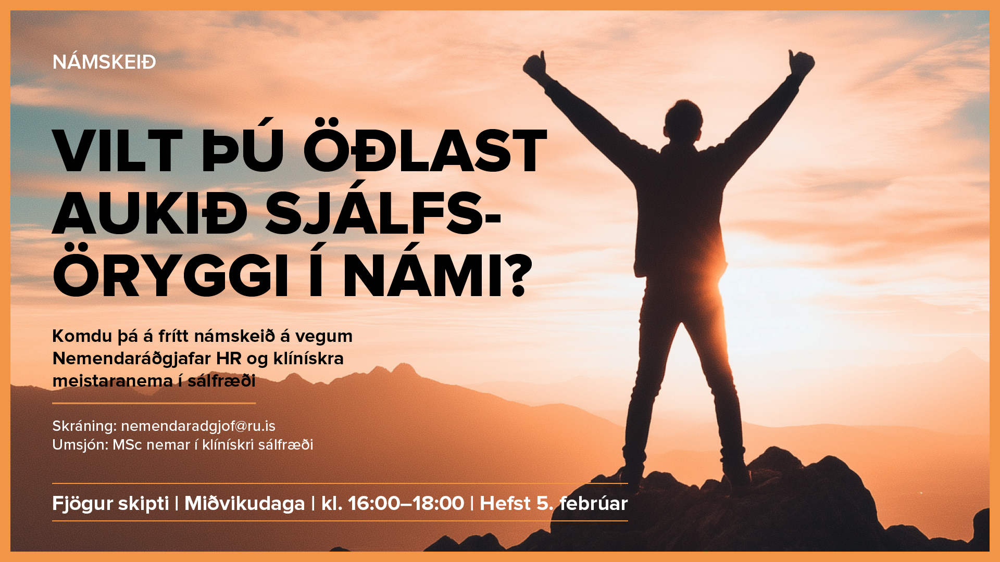 NÁMSKEIÐ
VILT ÞÚ ÖÐLAST
AUKIÐ SJÁLFS-
ÖRYGGI Í NÁMI?
Komdu þá á frítt námskeið á vegum
Nemendaráðgjafar HR og klínískra
meistaranema í sálfræði
Skráning: nemendaradgjof@ru.is
Umsjón: MSc nemar í klínískri sálfræði
Fjögur skipti | Miðvikudaga | kl. 16:00–18:00 | Hefst 5. febrúar